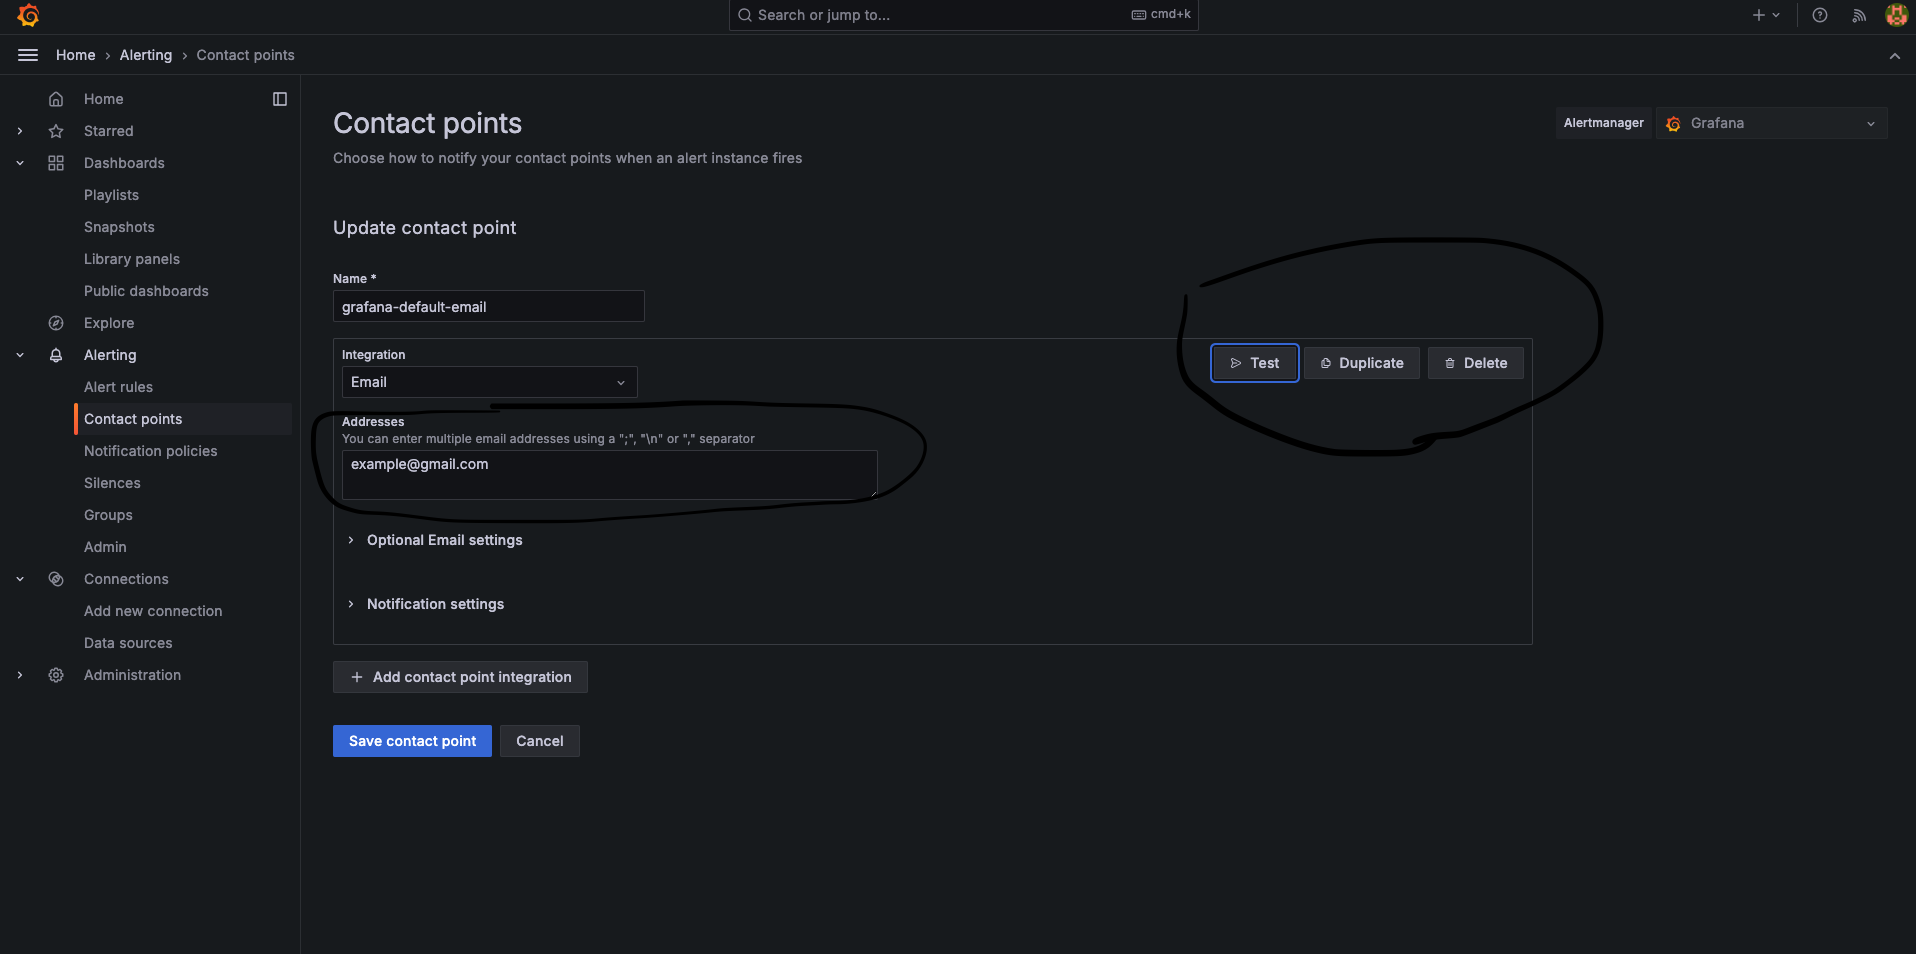 Search or jump to...
cmd+k
Home › Alerting › Contact points
Home
Starred
Dashboards
Playlists
Snapshots
Library panels
Public dashboards
Explore
Alerting
Alert rules
Contact points
Notification policies
Silences
Groups
Admin
Connections
Add new connection
Data sources
Administration
Contact points
Choose how to notify your contact points when an alert instance fires
Alertmanager
Grafana
Update contact point
Name *
grafana-default-email
Integration
Email
Test
Duplicate
Delete
Addresses
You can enter multiple email addresses using a ";", "\n" or "," separator
example@gmail.com
Optional Email settings
Notification settings
Add contact point integration
Save contact point
Cancel